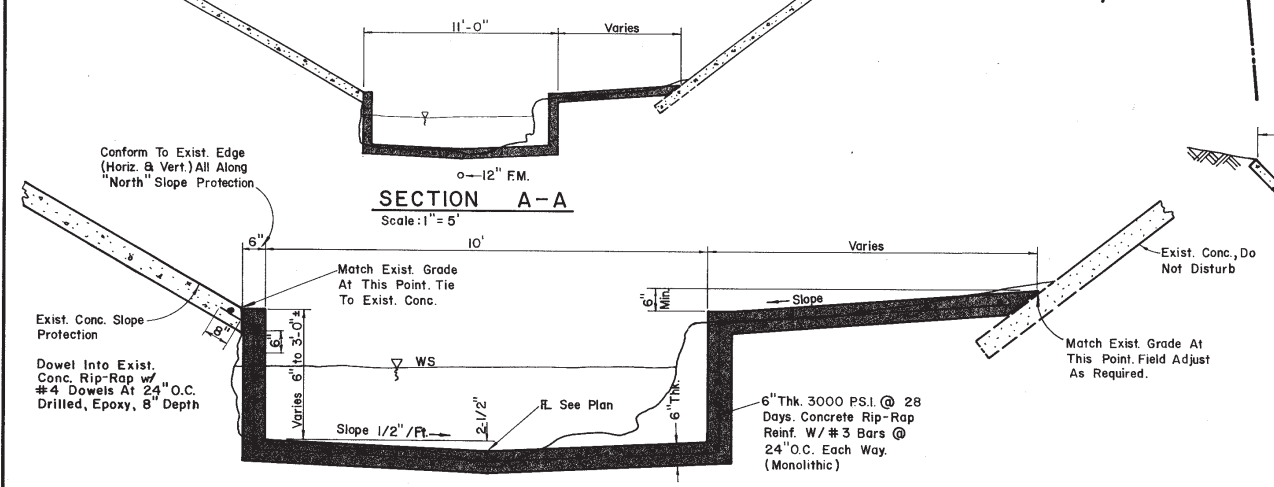 11'-0"
Varies
12" F.M.
SECTION A-A
Scale: 1" = 5'
Conform To Exist. Edge
(Horiz. & Vert.) All Along
"North" Slope Protection
6"
10'
Varies
Match Exist. Grade
At This Point. Tie
To Exist. Conc.
6"
Min.
Slope
Exist. Conc., Do
Not Disturb
Exist. Conc. Slope
Protection
8"
6"
Varies 6" to 3'-0" ±
Match Exist. Grade At
This Point. Field Adjust
As Required.
Dowel Into Exist.
Conc. Rip-Rap w/
#4 Dowels At 24" O.C.
Drilled, Epoxy, 8" Depth
WS
Slope 1/2"/Ft.
2-1/2"
See Plan
6" Thk.
6" Thk. 3000 P.S.I. @ 28
Days. Concrete Rip-Rap
Reinf. W/ #3 Bars @
24" O.C. Each Way.
(Monolithic)